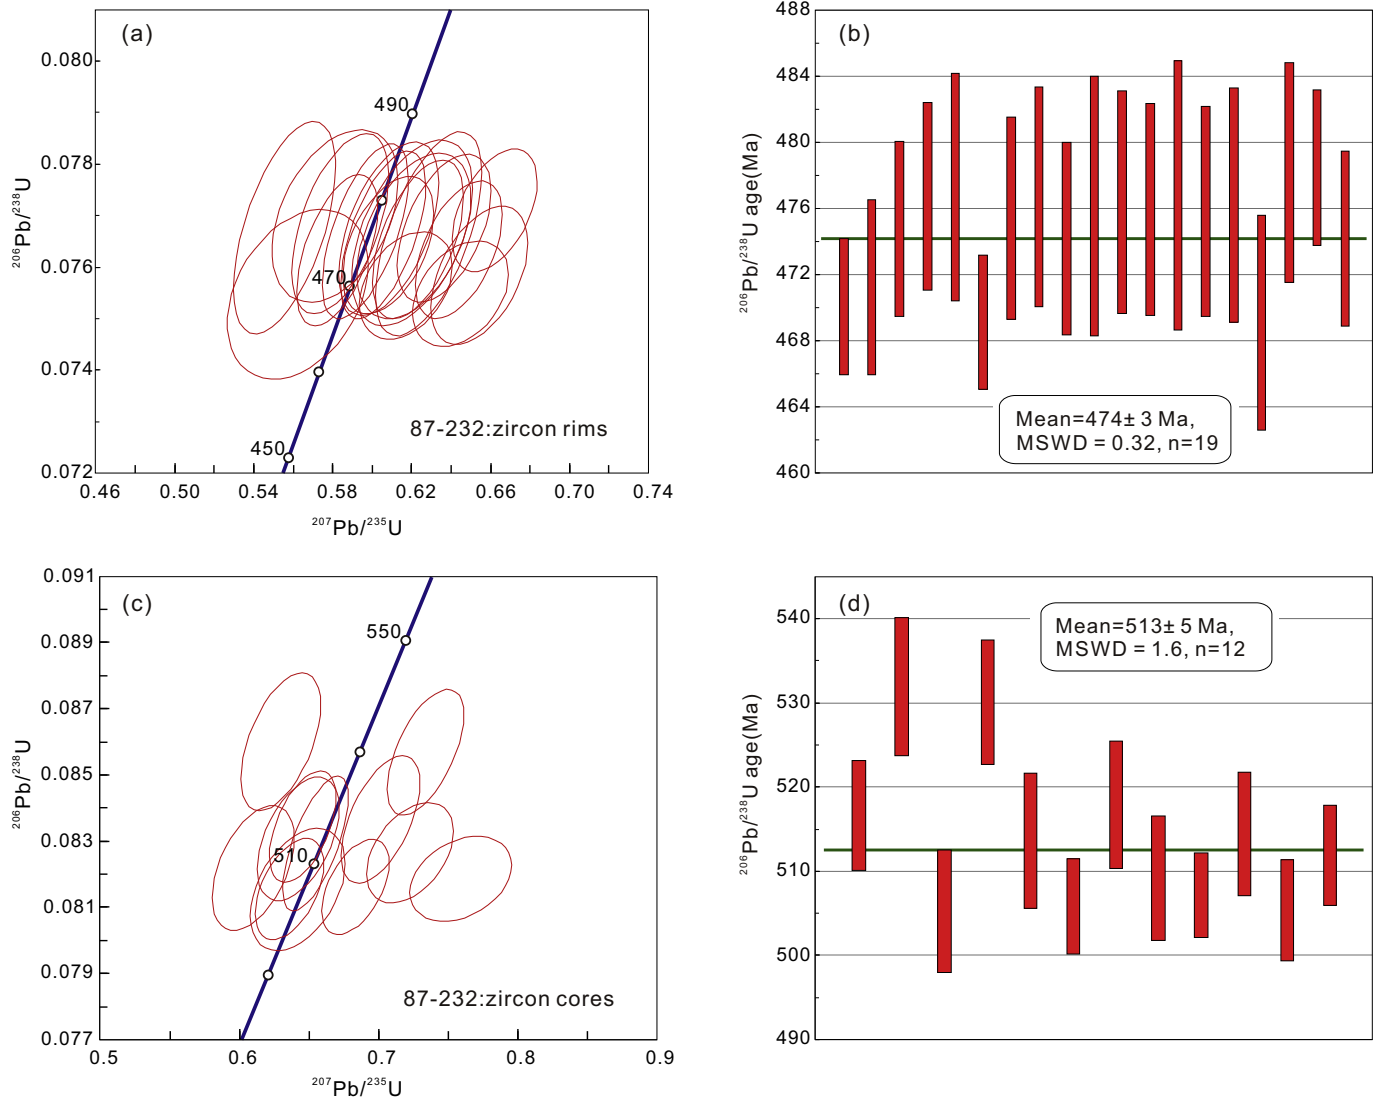 (a)
0.080
0.078
0.076
0.074
0.072
²⁰⁶Pb/²³⁸U
490
470
450
87-232:zircon rims
0.46 0.50 0.54 0.58 0.62 0.66 0.70 0.74
²⁰⁷Pb/²³⁵U
(b)
488
484
480
476
472
468
464
460
²⁰⁶Pb/²³⁸U age(Ma)
Mean=474± 3 Ma,
MSWD = 0.32, n=19
(c)
0.091
0.089
0.087
0.085
0.083
0.081
0.079
0.077
²⁰⁶Pb/²³⁸U
550
510
87-232:zircon cores
0.5 0.6 0.7 0.8 0.9
²⁰⁷Pb/²³⁵U
(d)
540
530
520
510
500
490
²⁰⁶Pb/²³⁸U age(Ma)
Mean=513± 5 Ma,
MSWD = 1.6, n=12